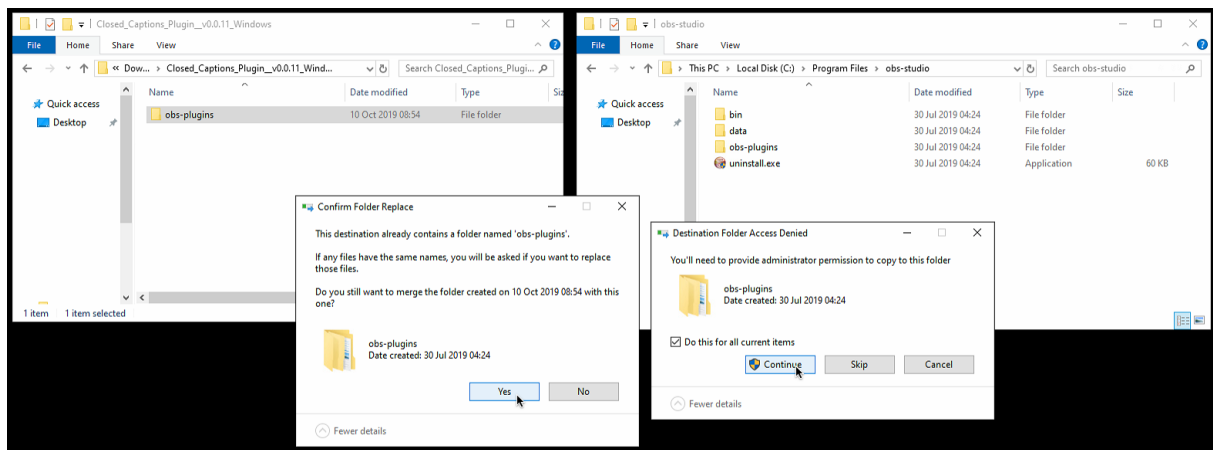 Closed_Captions_Plugin__v0.0.11_Windows
File Home Share View
« Dow... › Closed_Captions_Plugin__v0.0.11_Wind...
Search Closed_Captions_Plugi...
Quick access
Desktop
Name Date modified Type Siz
obs-plugins 10 Oct 2019 08:54 File folder
1 item 1 item selected
obs-studio
File Home Share View
› This PC › Local Disk (C:) › Program Files › obs-studio
Search obs-studio
Quick access
Desktop
Name Date modified Type Size
bin 30 Jul 2019 04:24 File folder
data 30 Jul 2019 04:24 File folder
obs-plugins 30 Jul 2019 04:24 File folder
uninstall.exe 30 Jul 2019 04:24 Application 60 KB
Confirm Folder Replace
This destination already contains a folder named 'obs-plugins'.
If any files have the same names, you will be asked if you want to replace
those files.
Do you still want to merge the folder created on 10 Oct 2019 08:54 with this
one?
obs-plugins
Date created: 30 Jul 2019 04:24
Yes No
Fewer details
Destination Folder Access Denied
You'll need to provide administrator permission to copy to this folder
obs-plugins
Date created: 30 Jul 2019 04:24
Do this for all current items
Continue Skip Cancel
Fewer details